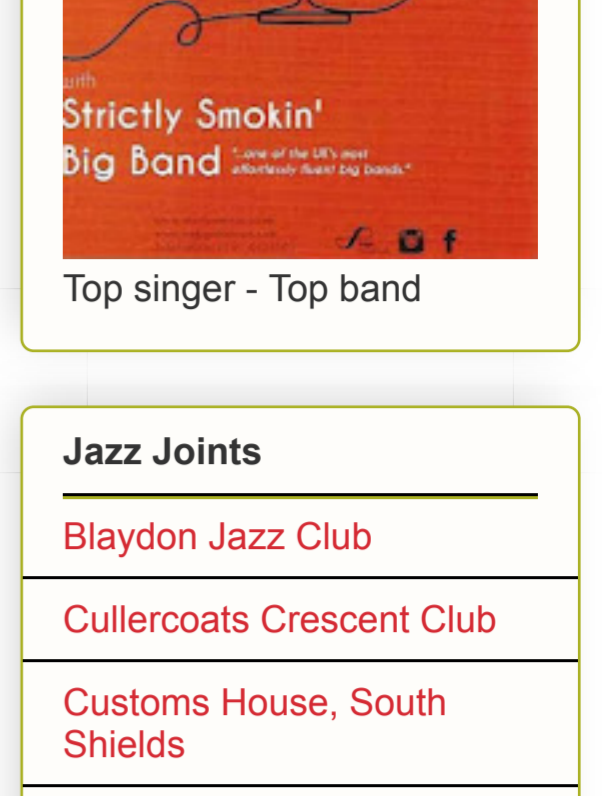 with
Strictly Smokin'
Big Band
"...one of the UK's most
effortlessly fluent big bands."
f
Top singer - Top band
Jazz Joints
Blaydon Jazz Club
Cullercoats Crescent Club
Customs House, South
Shields